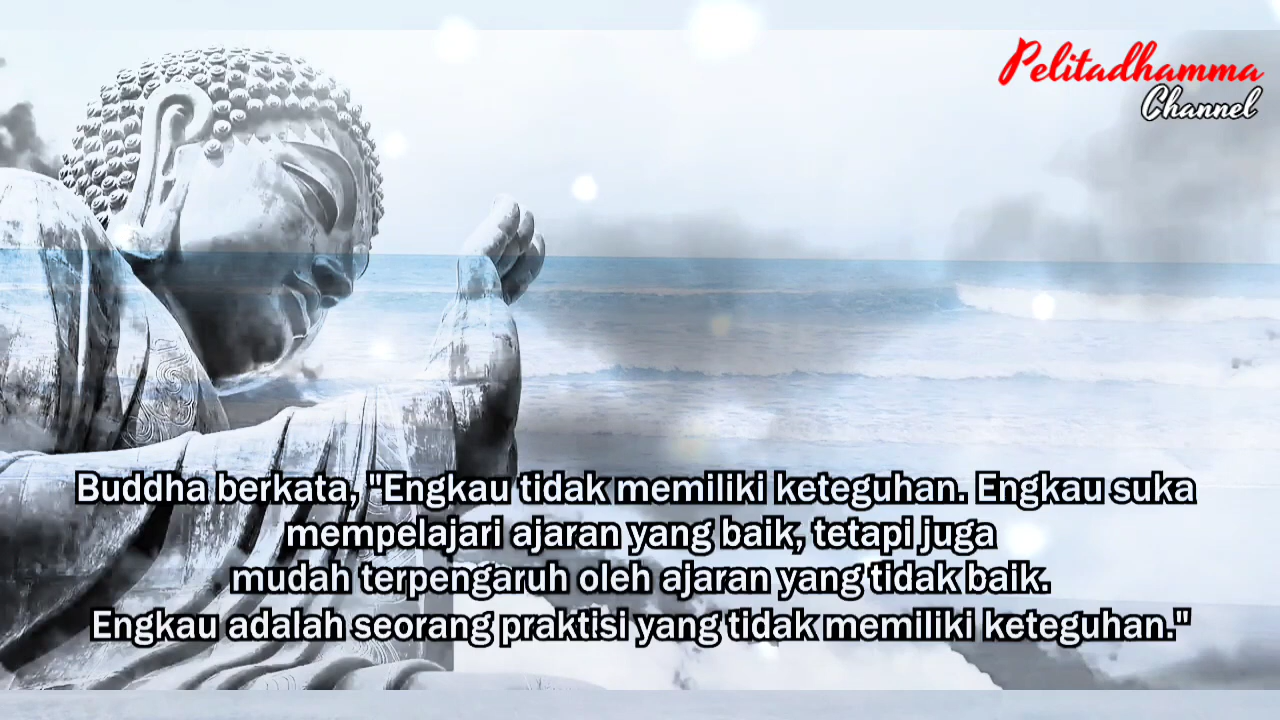 Pelitadhamma
Channel
Buddha berkata, "Engkau tidak memiliki keteguhan. Engkau suka
mempelajari ajaran yang baik, tetapi juga
mudah terpengaruh oleh ajaran yang tidak baik.
Engkau adalah seorang praktisi yang tidak memiliki keteguhan."